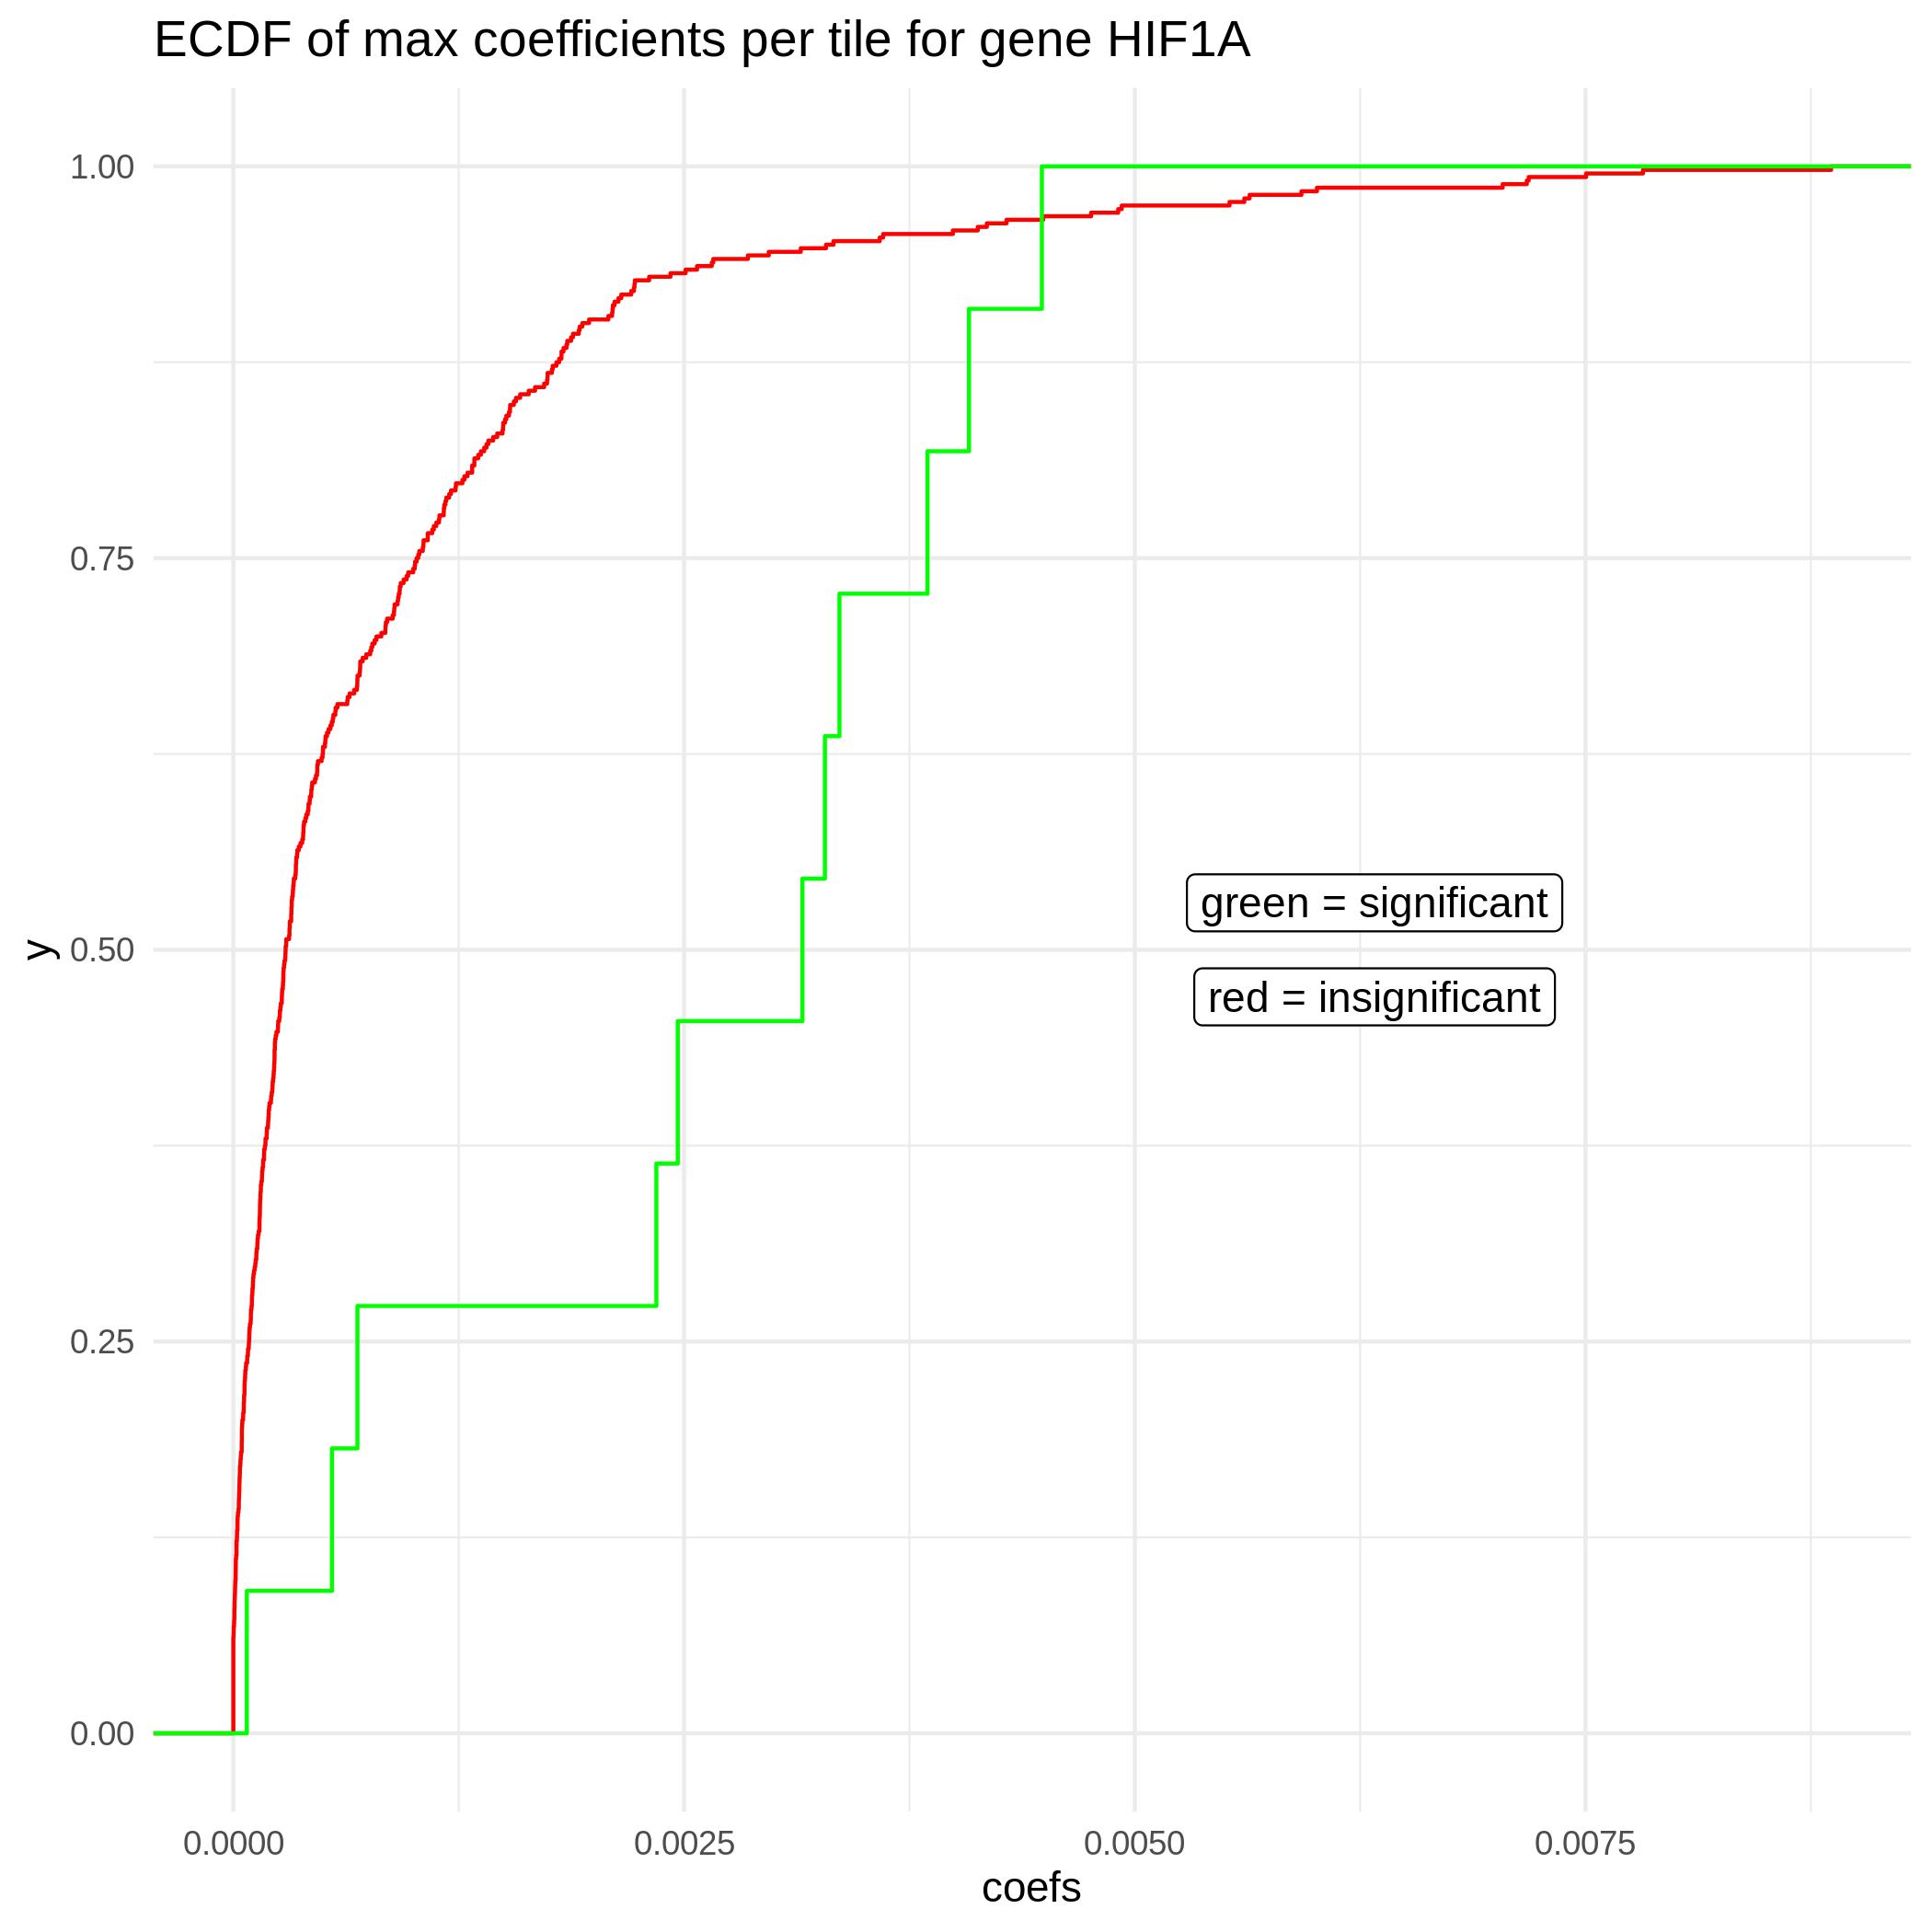 ECDF of max coefficients per tile for gene HIF1A
1.00
0.75
0.50
0.25
0.00
y
green = significant
red = insignificant
0.0000
0.0025
0.0050
0.0075
coefs